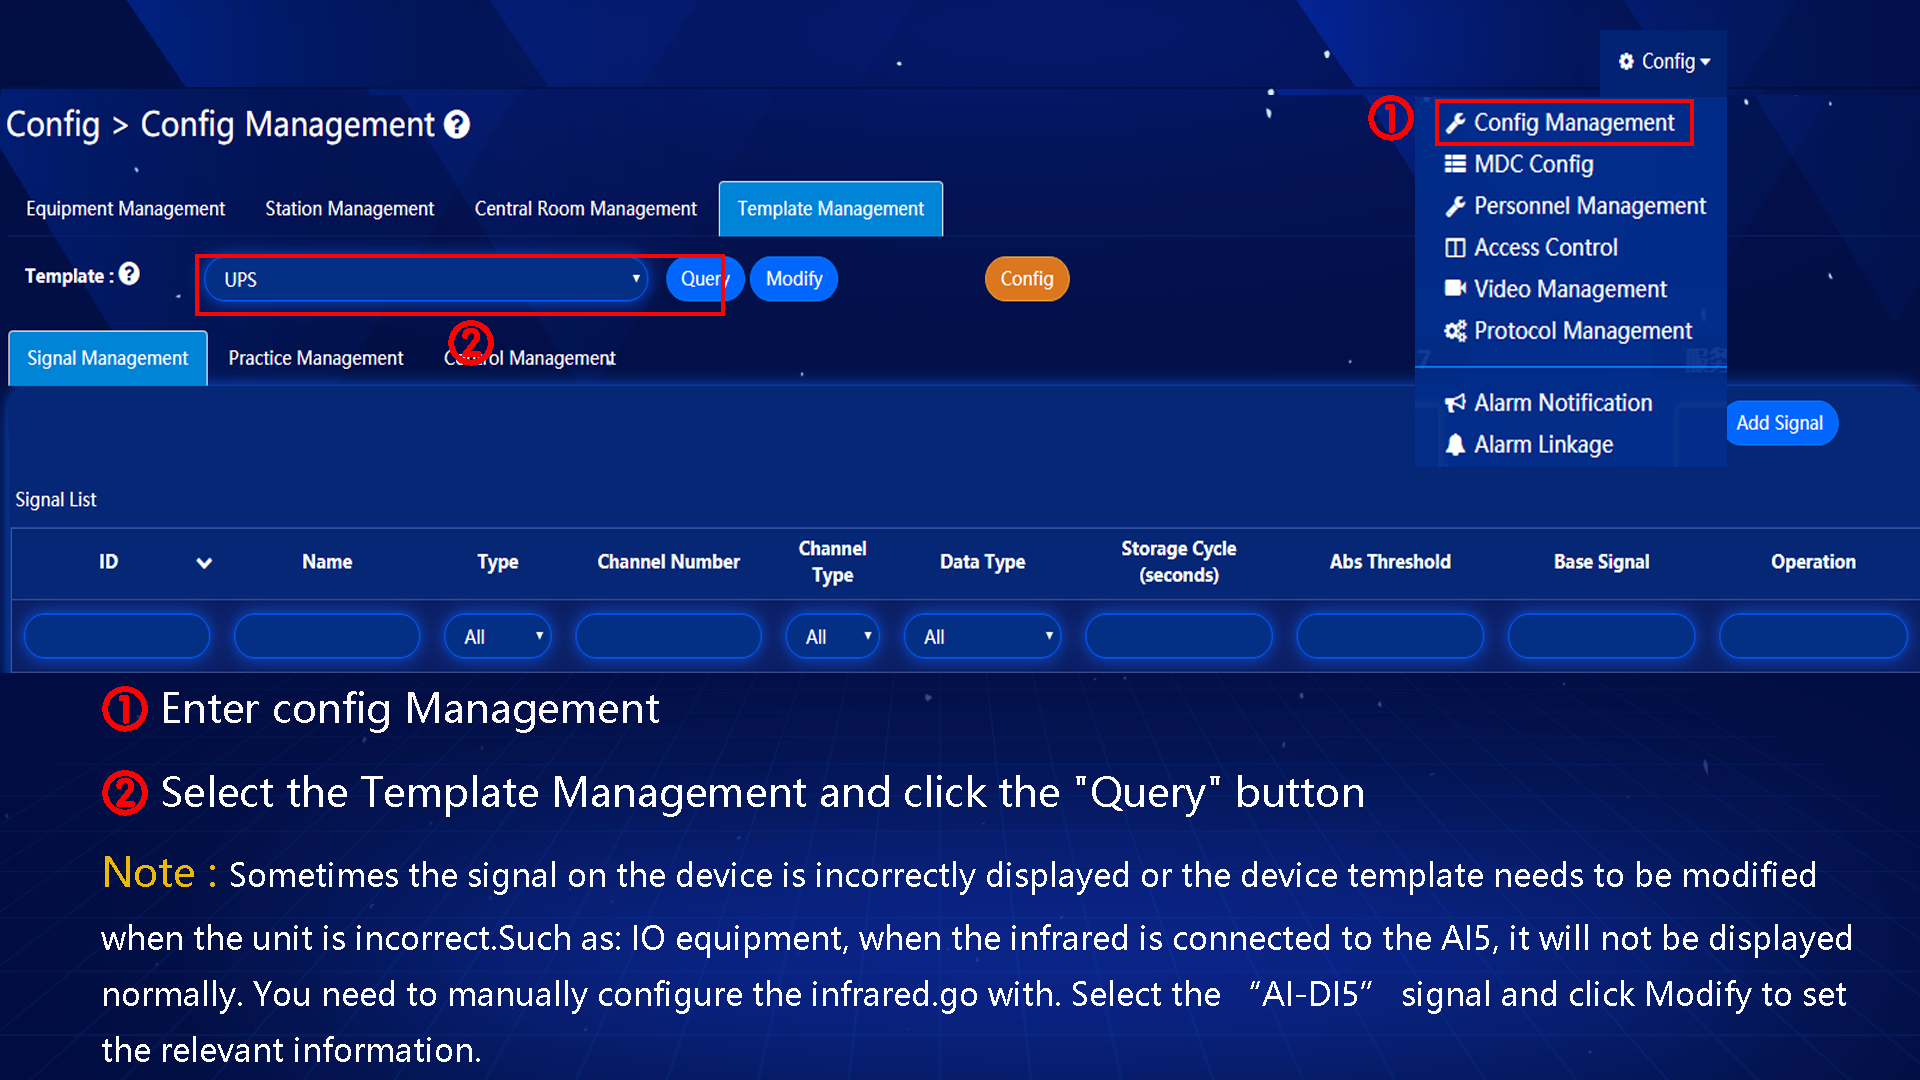 Config
Config > Config Management
① Config Management
MDC Config
Personnel Management
Access Control
Video Management
Protocol Management
Alarm Notification
Alarm Linkage
Equipment Management Station Management Central Room Management Template Management
Template : UPS Query Modify Config
②
Signal Management Practice Management Control Management
7 服务
Add Signal
Signal List
ID Name Type Channel Number Channel Type Data Type Storage Cycle (seconds) Abs Threshold Base Signal Operation
All All All
① Enter config Management
② Select the Template Management and click the "Query" button
Note : Sometimes the signal on the device is incorrectly displayed or the device template needs to be modified
when the unit is incorrect.Such as: IO equipment, when the infrared is connected to the AI5, it will not be displayed
normally. You need to manually configure the infrared.go with. Select the “AI-DI5” signal and click Modify to set
the relevant information.